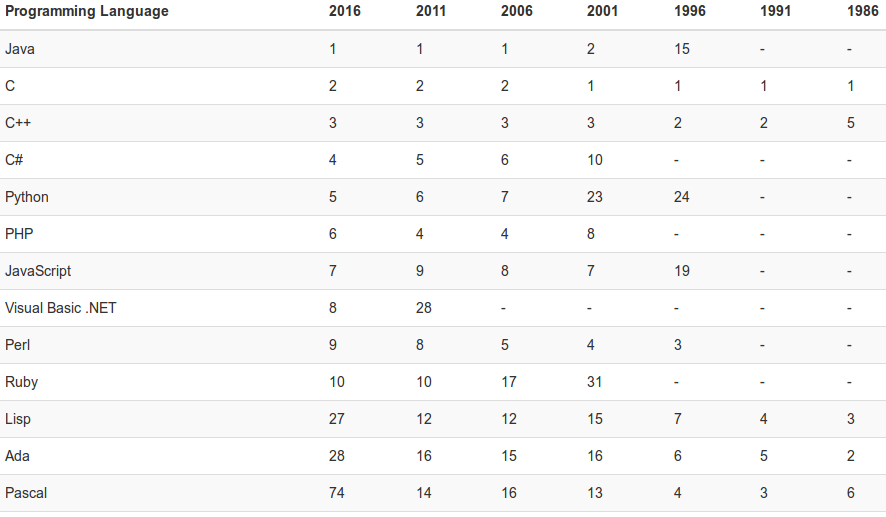 Programming Language 2016 2011 2006 2001 1996 1991 1986
Java 1 1 1 2 15 - -
C 2 2 2 1 1 1 1
C++ 3 3 3 3 2 2 5
C# 4 5 6 10 - - -
Python 5 6 7 23 24 - -
PHP 6 4 4 8 - - -
JavaScript 7 9 8 7 19 - -
Visual Basic .NET 8 28 - - - - -
Perl 9 8 5 4 3 - -
Ruby 10 10 17 31 - - -
Lisp 27 12 12 15 7 4 3
Ada 28 16 15 16 6 5 2
Pascal 74 14 16 13 4 3 6